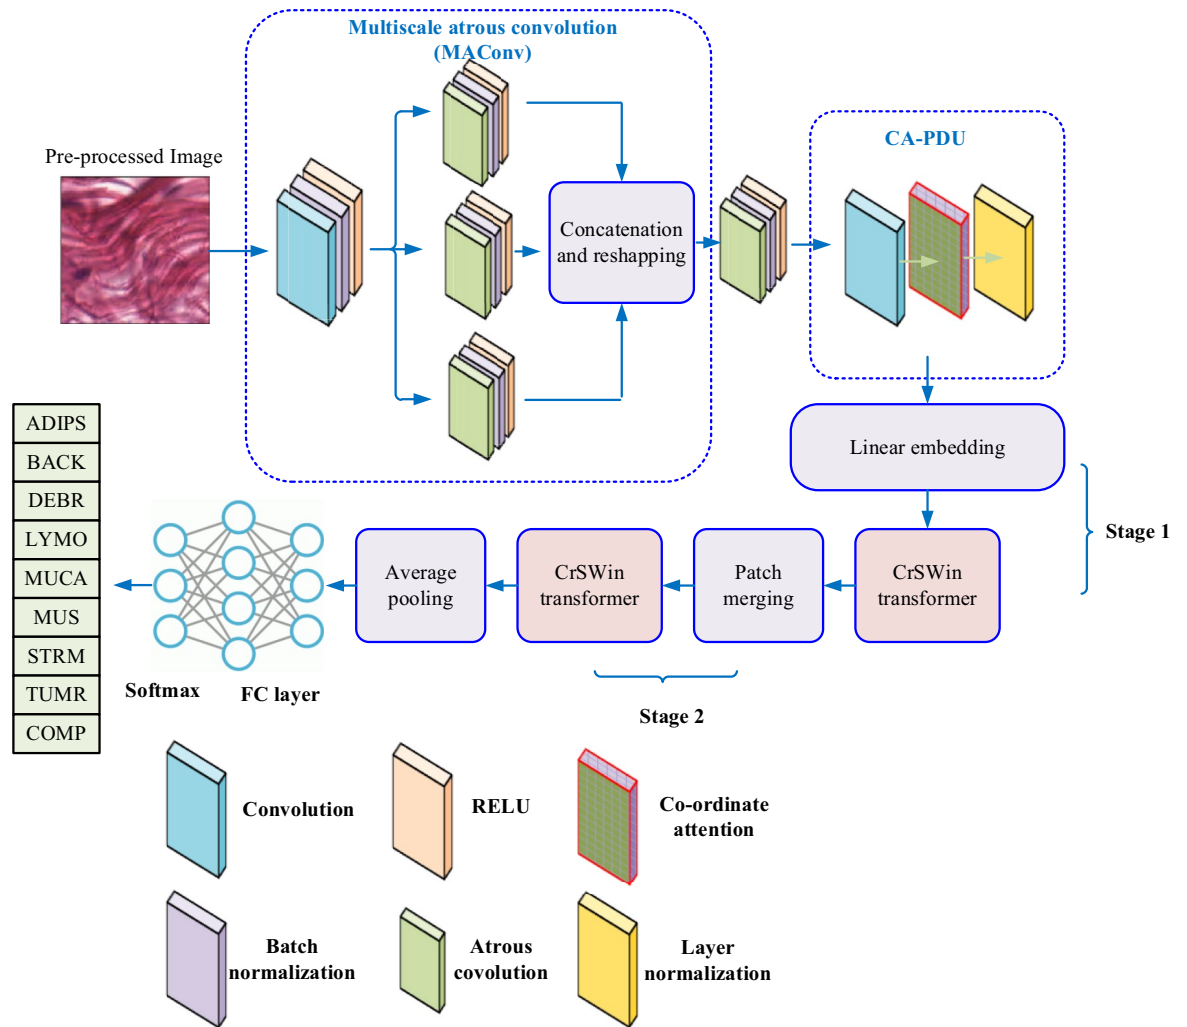 Multiscale atrous convolution
(MAConv)
CA-PDU
Pre-processed Image
Concatenation
and reshapping
Linear embedding
Stage 1
ADIPS
BACK
DEBR
LYMO
MUCA
MUS
STRM
TUMR
COMP
Average
pooling
CrSWin
transformer
Patch
merging
CrSWin
transformer
Softmax
FC layer
Stage 2
Convolution
RELU
Co-ordinate
attention
Batch
normalization
Atrous
covolution
Layer
normalization